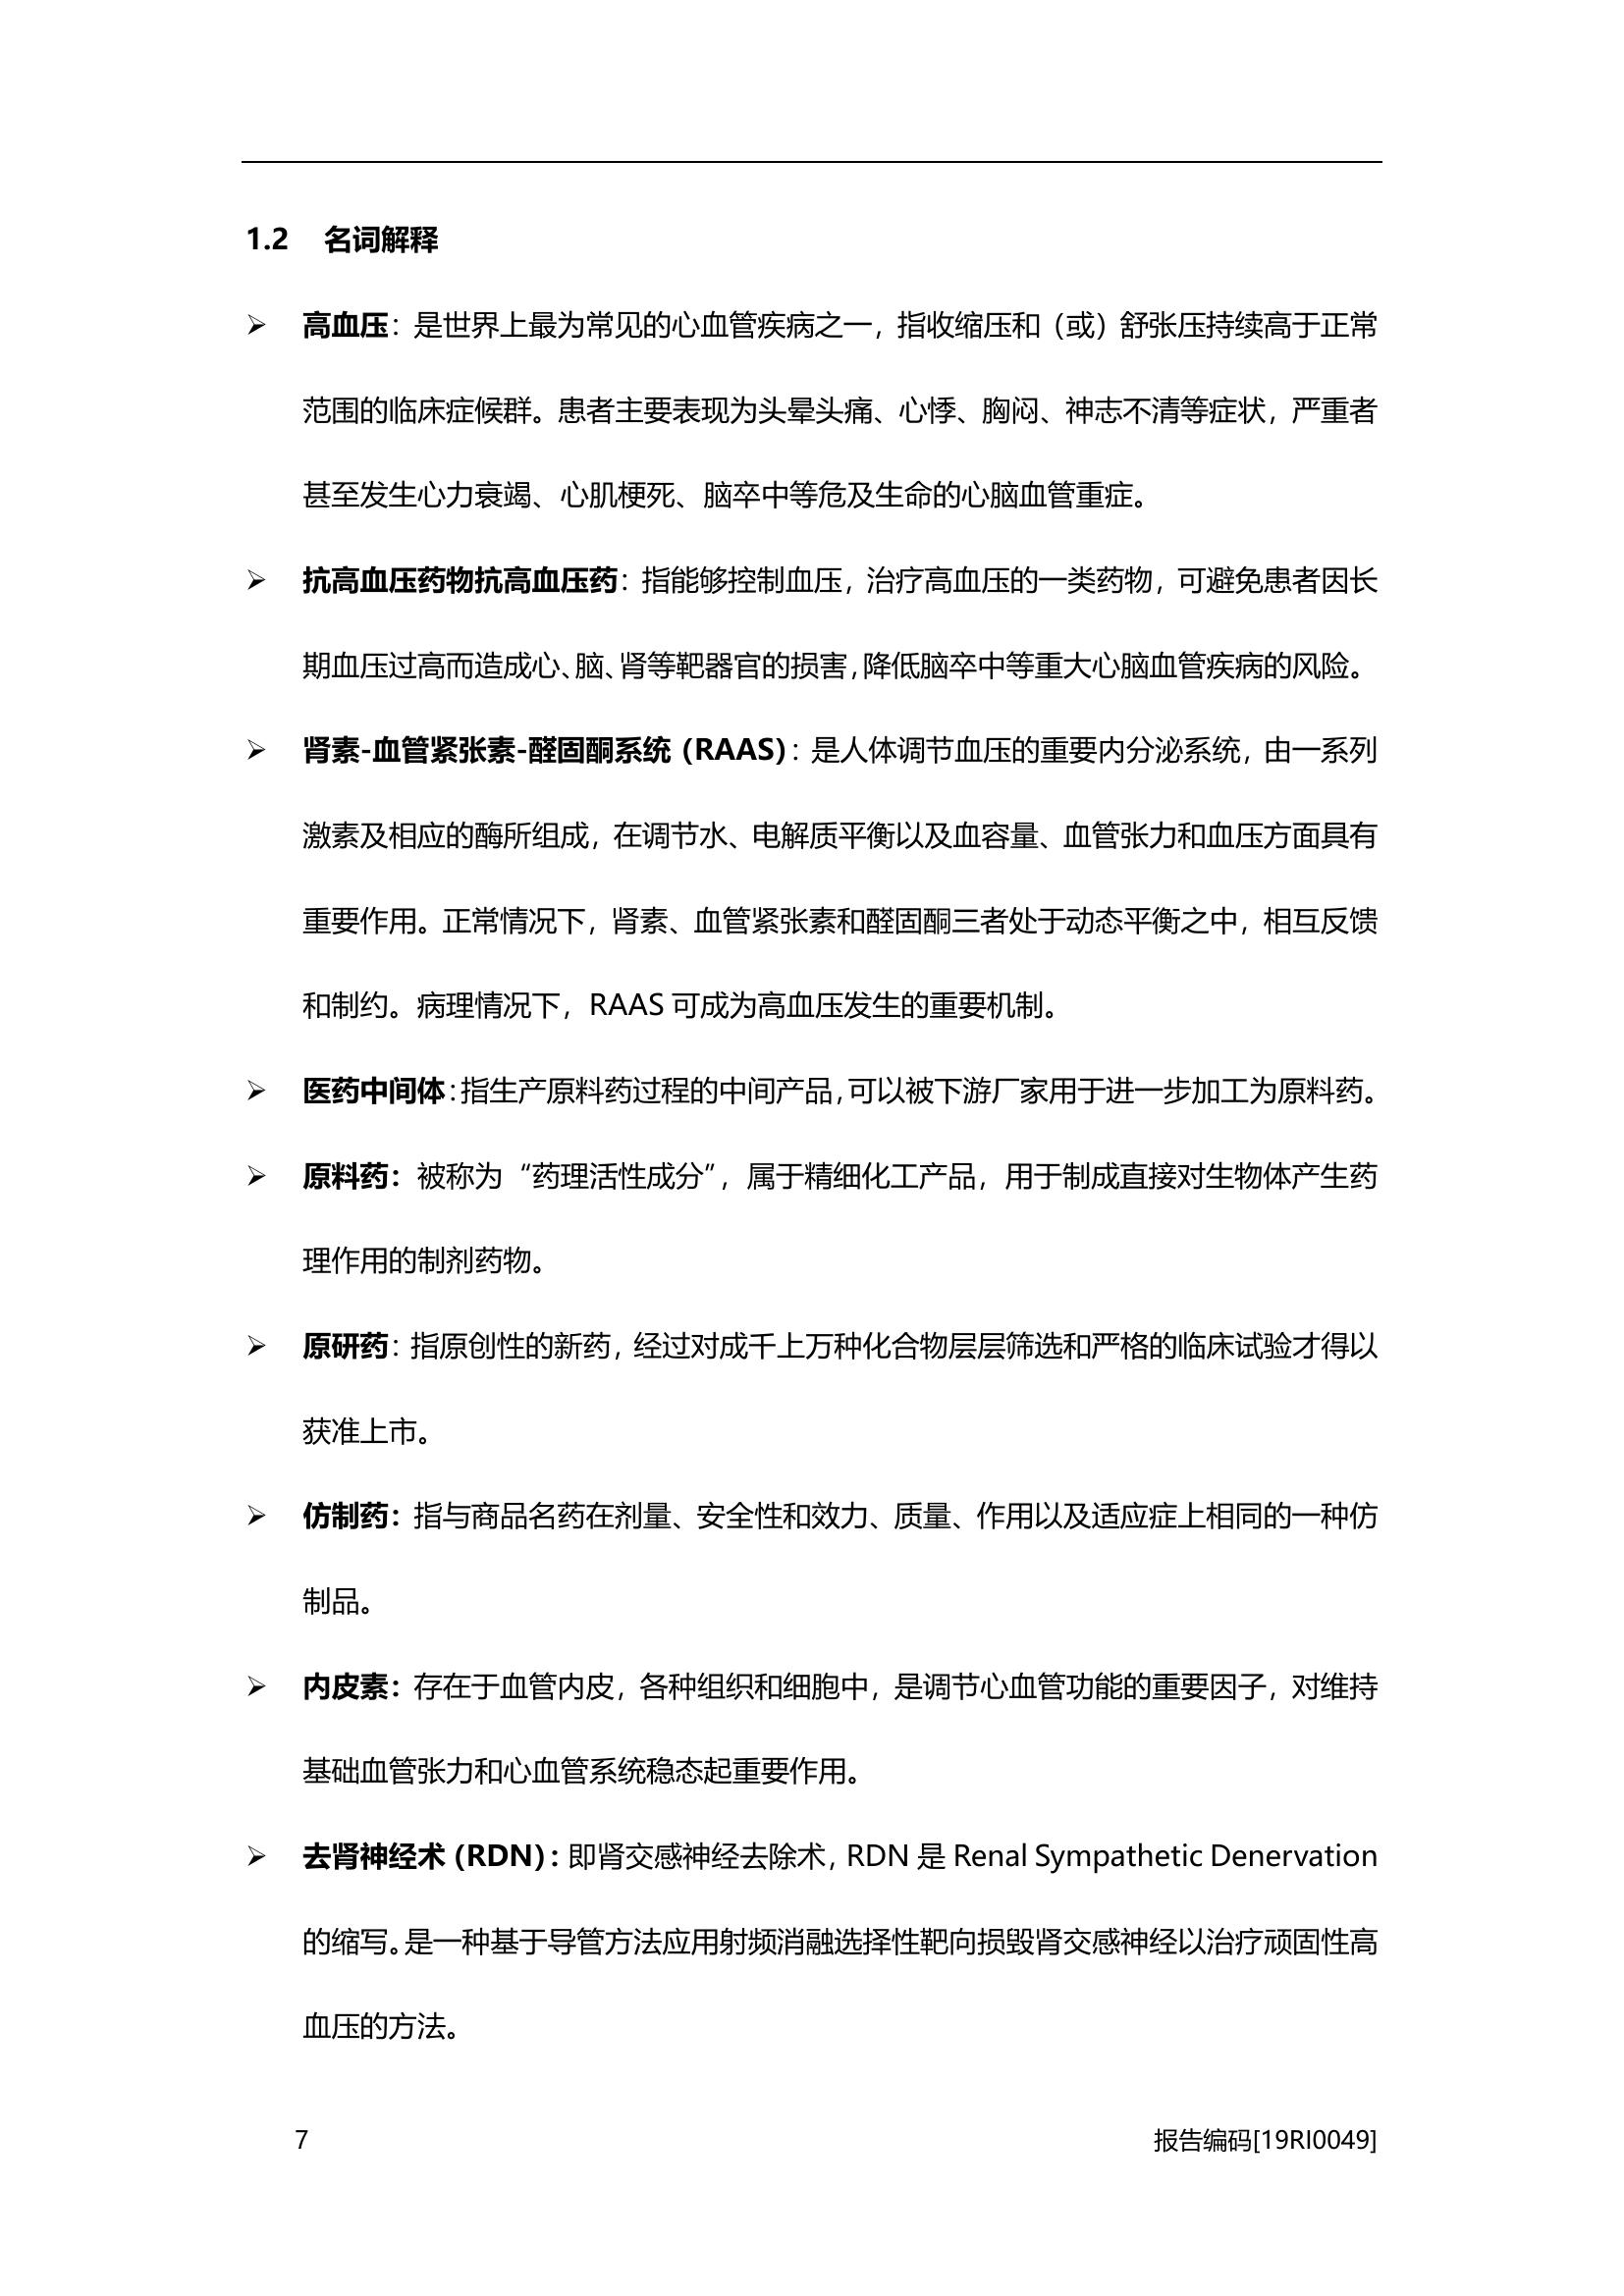 1.2 名词解释
➢ 高血压：是世界上最为常见的心血管疾病之一，指收缩压和（或）舒张压持续高于正常
范围的临床症候群。患者主要表现为头晕头痛、心悸、胸闷、神志不清等症状，严重者
甚至发生心力衰竭、心肌梗死、脑卒中等危及生命的心脑血管重症。
➢ 抗高血压药物抗高血压药：指能够控制血压，治疗高血压的一类药物，可避免患者因长
期血压过高而造成心、脑、肾等靶器官的损害，降低脑卒中等重大心脑血管疾病的风险。
➢ 肾素-血管紧张素-醛固酮系统（RAAS）：是人体调节血压的重要内分泌系统，由一系列
激素及相应的酶所组成，在调节水、电解质平衡以及血容量、血管张力和血压方面具有
重要作用。正常情况下，肾素、血管紧张素和醛固酮三者处于动态平衡之中，相互反馈
和制约。病理情况下，RAAS 可成为高血压发生的重要机制。
➢ 医药中间体：指生产原料药过程的中间产品，可以被下游厂家用于进一步加工为原料药。
➢ 原料药：被称为“药理活性成分”，属于精细化工产品，用于制成直接对生物体产生药
理作用的制剂药物。
➢ 原研药：指原创性的新药，经过对成千上万种化合物层层筛选和严格的临床试验才得以
获准上市。
➢ 仿制药：指与商品名药在剂量、安全性和效力、质量、作用以及适应症上相同的一种仿
制品。
➢ 内皮素：存在于血管内皮，各种组织和细胞中，是调节心血管功能的重要因子，对维持
基础血管张力和心血管系统稳态起重要作用。
➢ 去肾神经术（RDN）：即肾交感神经去除术，RDN 是 Renal Sympathetic Denervation
的缩写。是一种基于导管方法应用射频消融选择性靶向损毁肾交感神经以治疗顽固性高
血压的方法。
7 报告编码[19RI0049]